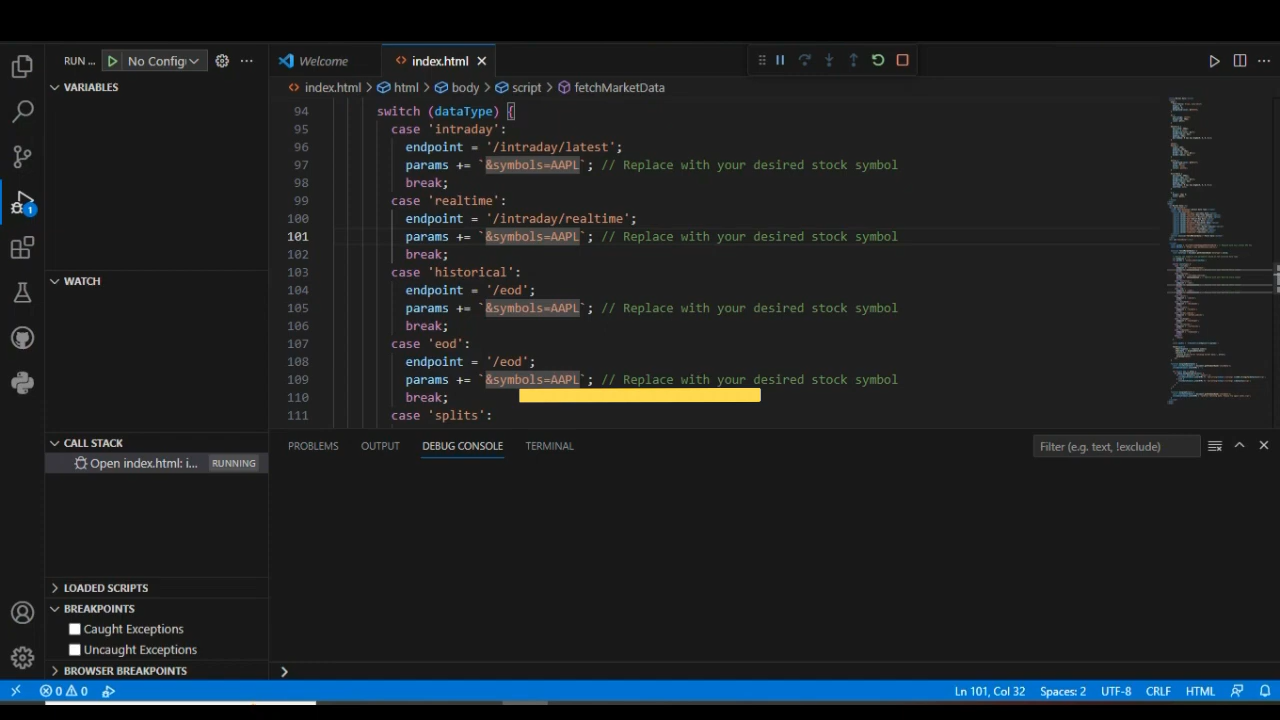 RUN ...
No Config
...
Welcome
index.html
index.html > html > body > script > fetchMarketData
VARIABLES
WATCH
CALL STACK
Open index.html: i...
RUNNING
LOADED SCRIPTS
BREAKPOINTS
Caught Exceptions
Uncaught Exceptions
BROWSER BREAKPOINTS
94 switch (dataType) {
95 case 'intraday':
96 endpoint = '/intraday/latest';
97 params += `&symbols=AAPL`; // Replace with your desired stock symbol
98 break;
99 case 'realtime':
100 endpoint = '/intraday/realtime';
101 params += `&symbols=AAPL`; // Replace with your desired stock symbol
102 break;
103 case 'historical':
104 endpoint = '/eod';
105 params += `&symbols=AAPL`; // Replace with your desired stock symbol
106 break;
107 case 'eod':
108 endpoint = '/eod';
109 params += `&symbols=AAPL`; // Replace with your desired stock symbol
110 break;
111 case 'splits':
PROBLEMS
OUTPUT
DEBUG CONSOLE
TERMINAL
Filter (e.g. text, !exclude)
1
0 0
Ln 101, Col 32
Spaces: 2
UTF-8
CRLF
HTML